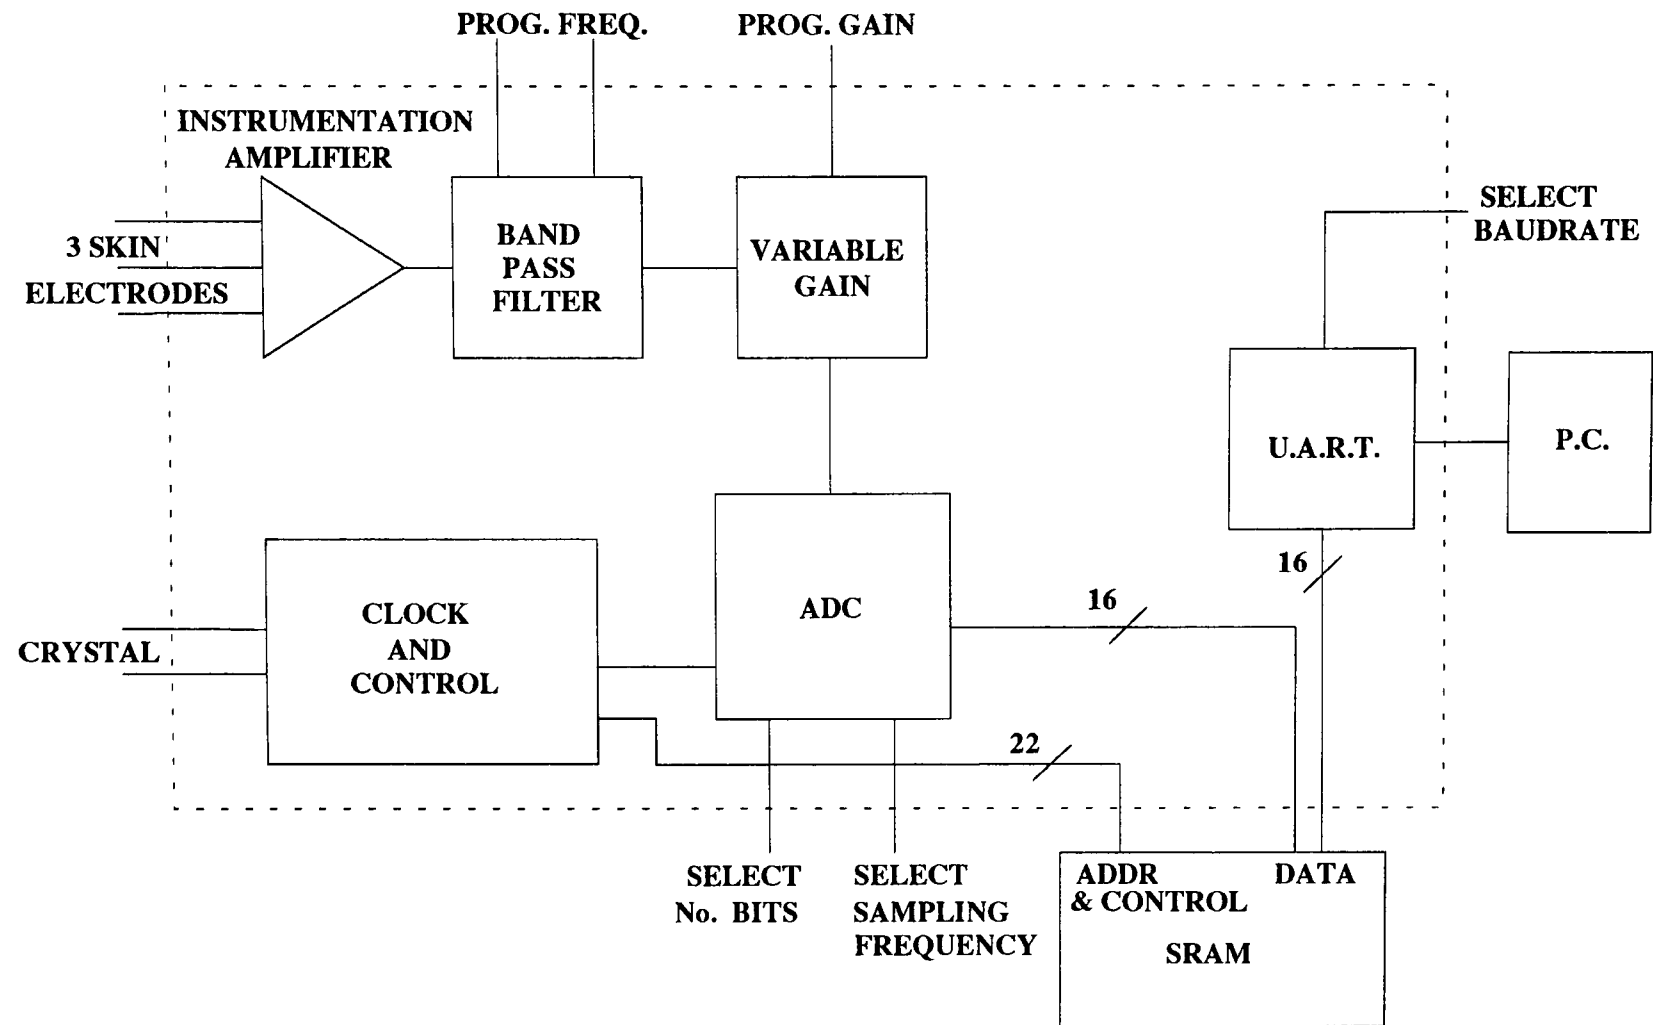 PROG. FREQ.
PROG. GAIN
INSTRUMENTATION
AMPLIFIER
3 SKIN
ELECTRODES
BAND
PASS
FILTER
VARIABLE
GAIN
SELECT
BAUDRATE
U.A.R.T.
P.C.
16
16
ADC
CLOCK
AND
CONTROL
CRYSTAL
22
SELECT
No. BITS
SELECT
SAMPLING
FREQUENCY
ADDR
& CONTROL
DATA
SRAM